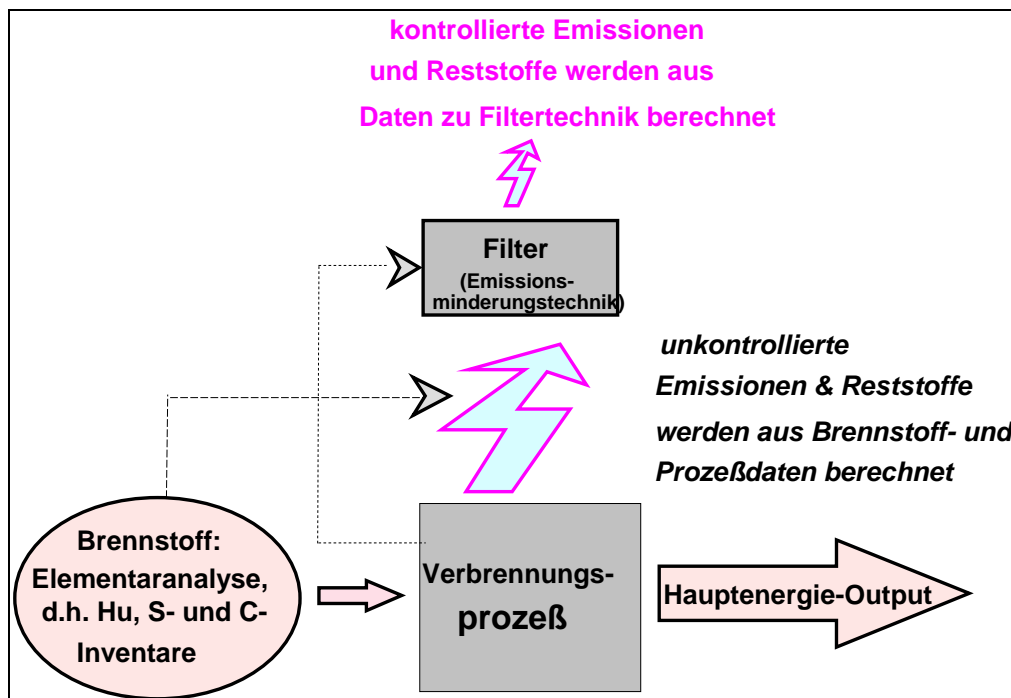 kontrollierte Emissionen
und Reststoffe werden aus
Daten zu Filtertechnik berechnet
Filter
(Emissions-
minderungstechnik)
unkontrollierte
Emissionen & Reststoffe
werden aus Brennstoff- und
Prozeßdaten berechnet
Brennstoff:
Elementaranalyse,
d.h. Hu, S- und C-
Inventare
Verbrennungs-
prozeß
Hauptenergie-Output